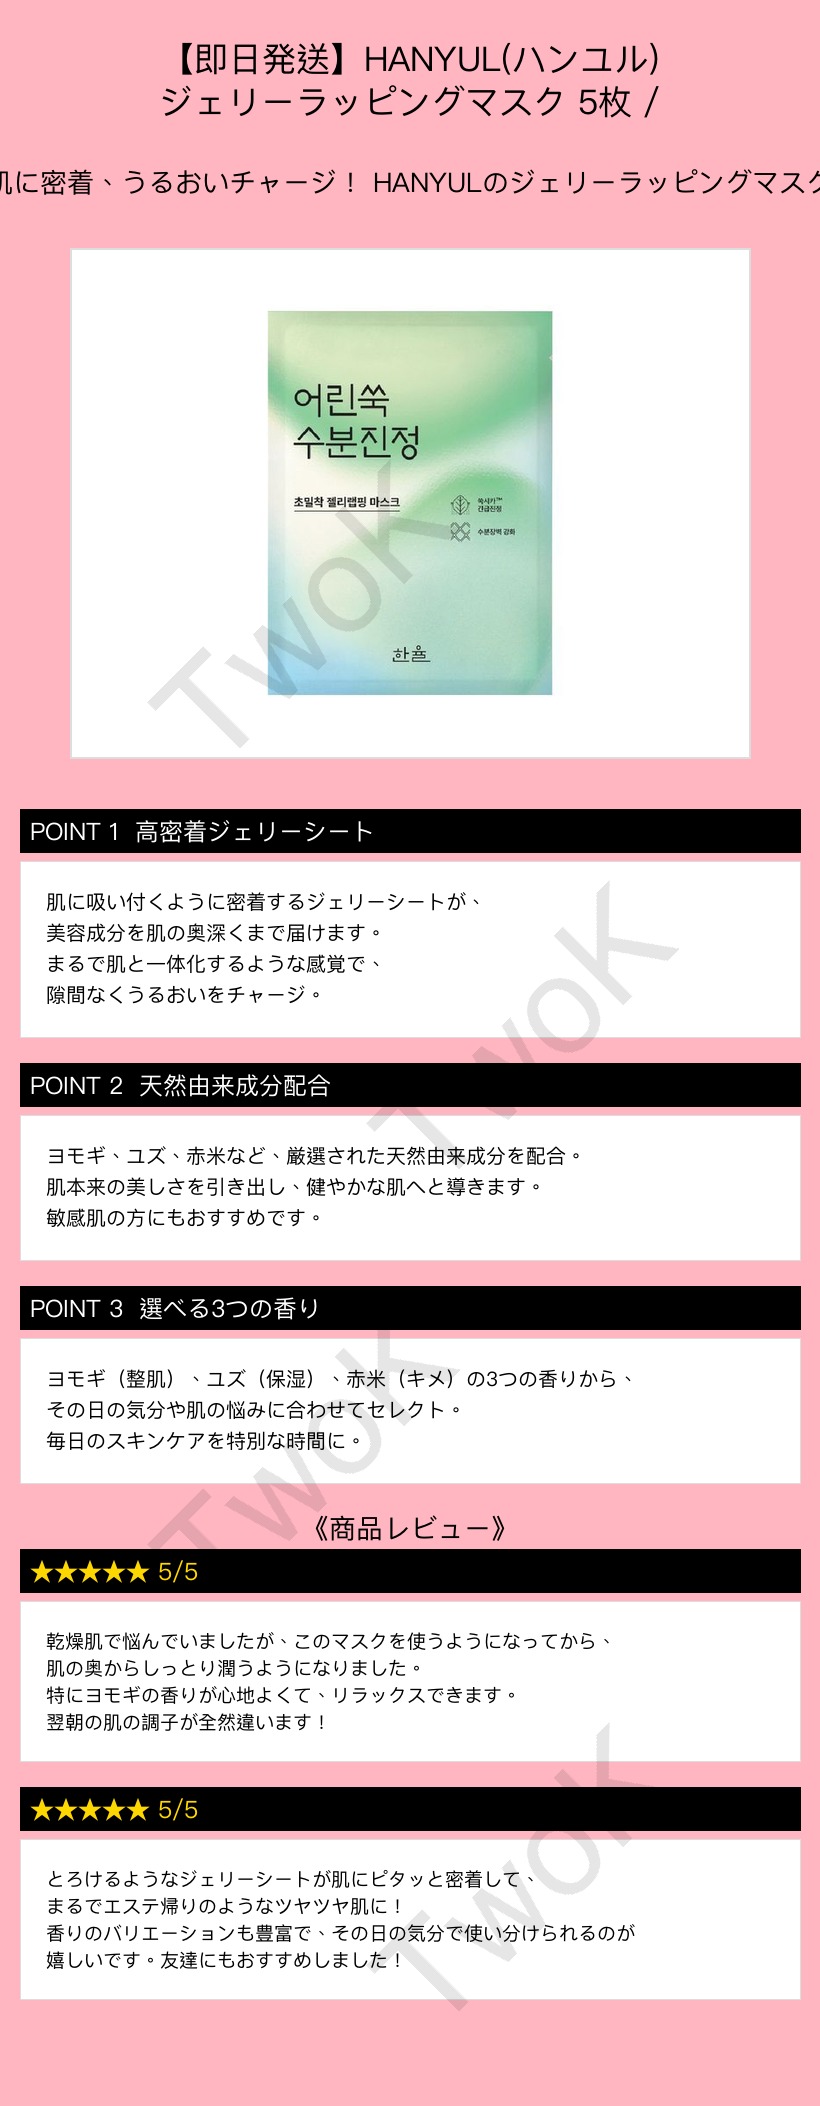 【即日発送】HANYUL(ハンユル)
ジェリーラッピングマスク 5枚 /
肌に密着、うるおいチャージ！ HANYULのジェリーラッピングマスク
어린쑥
수분진정
초밀착 젤리랩핑 마스크
쑥시카™
긴급진정
수분장벽 강화
한율
TwoK
POINT 1 高密着ジェリーシート
肌に吸い付くように密着するジェリーシートが、
美容成分を肌の奥深くまで届けます。
まるで肌と一体化するような感覚で、
隙間なくうるおいをチャージ。
TwoK
POINT 2 天然由来成分配合
ヨモギ、ユズ、赤米など、厳選された天然由来成分を配合。
肌本来の美しさを引き出し、健やかな肌へと導きます。
敏感肌の方にもおすすめです。
POINT 3 選べる3つの香り
ヨモギ（整肌）、ユズ（保湿）、赤米（キメ）の3つの香りから、
その日の気分や肌の悩みに合わせてセレクト。
毎日のスキンケアを特別な時間に。
TwoK
《商品レビュー》
★★★★★ 5/5
乾燥肌で悩んでいましたが、このマスクを使うようになってから、
肌の奥からしっとり潤うようになりました。
特にヨモギの香りが心地よくて、リラックスできます。
翌朝の肌の調子が全然違います！
★★★★★ 5/5
とろけるようなジェリーシートが肌にピタッと密着して、
まるでエステ帰りのようなツヤツヤ肌に！
香りのバリエーションも豊富で、その日の気分で使い分けられるのが
嬉しいです。友達にもおすすめしました！
TwoK